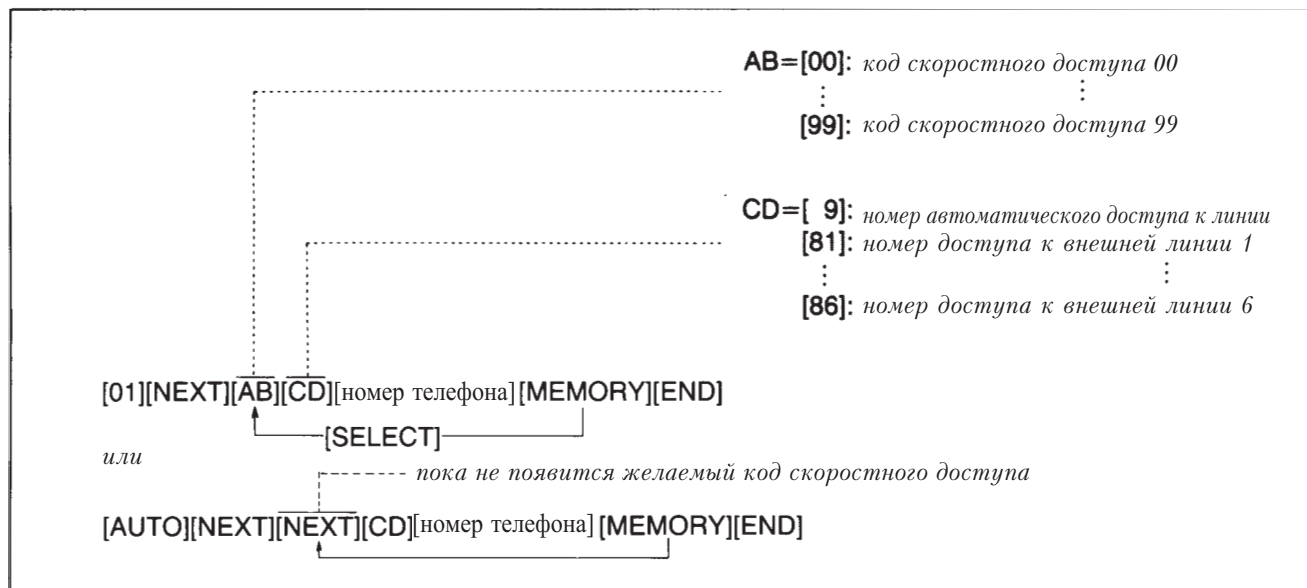 AB=[00]: код скоростного доступа 00
[99]: код скоростного доступа 99
CD=[ 9]: номер автоматического доступа к линии
[81]: номер доступа к внешней линии 1
[86]: номер доступа к внешней линии 6
[01][NEXT][AB][CD][номер телефона][MEMORY][END]
[SELECT]
или
пока не появится желаемый код скоростного доступа
[AUTO][NEXT][NEXT][CD][номер телефона][MEMORY][END]